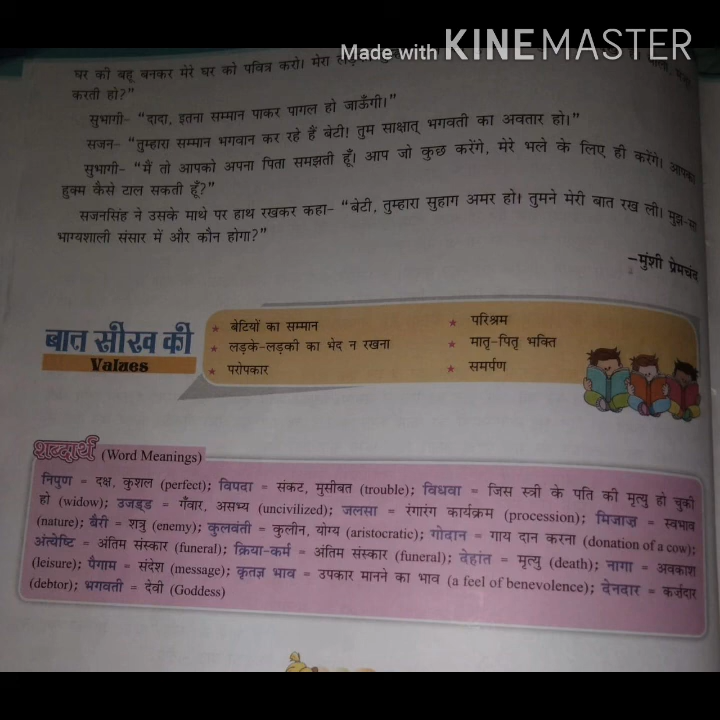 Made with KINEMASTER
घर की बहू बनकर मेरे घर को पवित्र करो। मेरा
करती हो?”
सुभागी– “दादा, इतना सम्मान पाकर पागल हो जाऊँगी।”
सजन– “तुम्हारा सम्मान भगवान कर रहे हैं बेटी! तुम साक्षात् भगवती का अवतार हो।”
सुभागी– “मैं तो आपको अपना पिता समझती हूँ। आप जो कुछ करेंगे, मेरे भले के लिए ही करेंगे। आपका
हुक्म कैसे टाल सकती हूँ?”
सजनसिंह ने उसके माथे पर हाथ रखकर कहा– “बेटी, तुम्हारा सुहाग अमर हो। तुमने मेरी बात रख ली। मुझ-सा
भाग्यशाली संसार में और कौन होगा?”
–मुंशी प्रेमचंद
बात सीख की
Values
★ बेटियों का सम्मान
★ लड़के-लड़की का भेद न रखना
★ परोपकार
★ परिश्रम
★ मातृ-पितृ भक्ति
★ समर्पण
शब्दार्थ (Word Meanings)
निपुण = दक्ष, कुशल (perfect); विपदा = संकट, मुसीबत (trouble); विधवा = जिस स्त्री के पति की मृत्यु हो चुकी
हो (widow); उजड्ड = गँवार, असभ्य (uncivilized); जलसा = रंगारंग कार्यक्रम (procession); मिजाज़ = स्वभाव
(nature); बैरी = शत्रु (enemy); कुलवंती = कुलीन, योग्य (aristocratic); गोदान = गाय दान करना (donation of a cow);
अंत्येष्टि = अंतिम संस्कार (funeral); क्रिया-कर्म = अंतिम संस्कार (funeral); देहांत = मृत्यु (death); नागा = अवकाश
(leisure); पैगाम = संदेश (message); कृतज्ञ भाव = उपकार मानने का भाव (a feel of benevolence); देनदार = कर्ज़दार
(debtor); भगवती = देवी (Goddess)